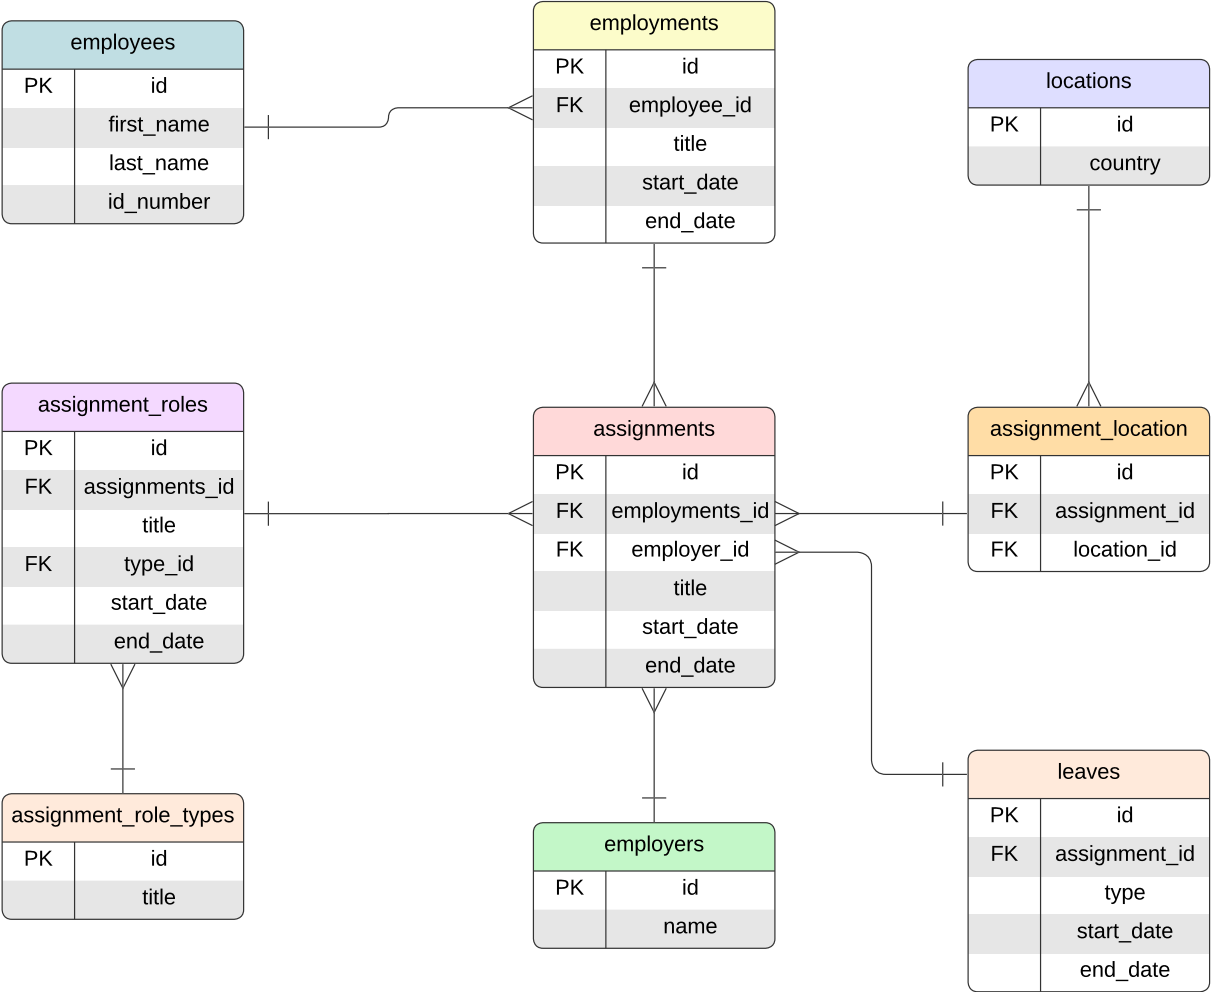 employees
PK id
first_name
last_name
id_number
employments
PK id
FK employee_id
title
start_date
end_date
locations
PK id
country
assignment_roles
PK id
FK assignments_id
title
FK type_id
start_date
end_date
assignments
PK id
FK employments_id
FK employer_id
title
start_date
end_date
assignment_location
PK id
FK assignment_id
FK location_id
assignment_role_types
PK id
title
employers
PK id
name
leaves
PK id
FK assignment_id
type
start_date
end_date